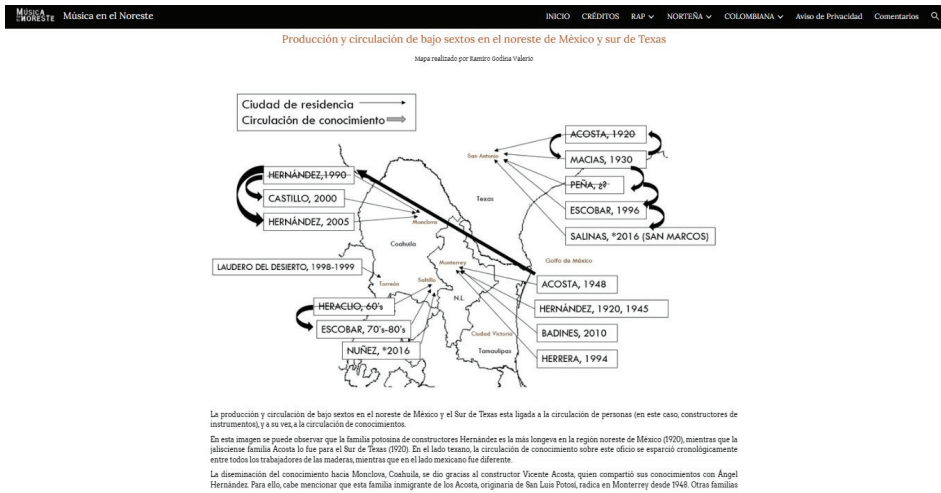 MÚSICA
EN EL
NORESTE
Música en el Noreste
INICIO CRÉDITOS RAP NORTEÑA COLOMBIANA Aviso de Privacidad Comentarios
Producción y circulación de bajo sextos en el noreste de México y sur de Texas
Mapa realizado por Ramiro Godina Valerio
Ciudad de residencia
Circulación de conocimiento
ACOSTA, 1920
San Antonio
MACIAS, 1930
HERNÁNDEZ,1990
PEÑA, ¿?
CASTILLO, 2000
Texas
ESCOBAR, 1996
HERNÁNDEZ, 2005
Monclova
SALINAS, *2016 (SAN MARCOS)
Coahuila
LAUDERO DEL DESIERTO, 1998-1999
Monterrey
Golfo de México
Torreón
Saltillo
ACOSTA, 1948
N.L.
HERACLIO, 60's
HERNÁNDEZ, 1920, 1945
ESCOBAR, 70's-80's
Ciudad Victoria
BADINES, 2010
NUÑEZ, *2016
Tamaulipas
HERRERA, 1994
La producción y circulación de bajo sextos en el noreste de México y el Sur de Texas esta ligada a la circulación de personas (en este caso, constructores de
instrumentos), y a su vez, a la circulación de conocimientos.
En esta imagen se puede observar que la familia potosina de constructores Hernández es la más longeva en la región noreste de México (1920), mientras que la
jalisciense familia Acosta lo fue para el Sur de Texas (1920). En el lado texano, la circulación de conocimiento sobre este oficio se esparció cronológicamente
entre todos los trabajadores de las maderas, mientras que en el lado mexicano fue diferente.
La diseminación del conocimiento hacia Monclova, Coahuila, se dio gracias al constructor Vicente Acosta, quien compartió sus conocimientos con Ángel
Hernández. Para ello, cabe mencionar que esta familia inmigrante de los Acosta, originaria de San Luis Potosí, radica en Monterrey desde 1948. Otras familias